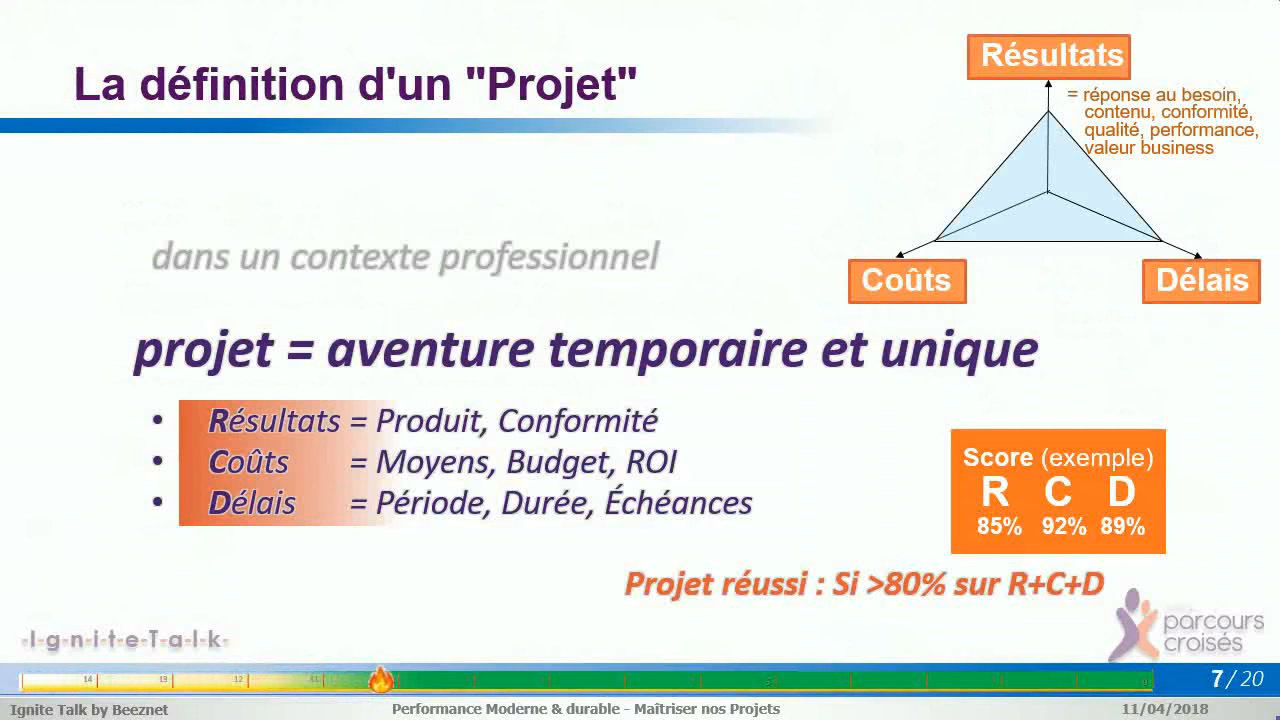 La définition d'un "Projet"
Résultats
= réponse au besoin,
contenu, conformité,
qualité, performance,
valeur business
Coûts
Délais
dans un contexte professionnel
projet = aventure temporaire et unique
• Résultats = Produit, Conformité
• Coûts = Moyens, Budget, ROI
• Délais = Période, Durée, Échéances
Score (exemple)
R C D
85% 92% 89%
Projet réussi : Si >80% sur R+C+D
-I-g-n-i-t-e-T-a-l-k-
parcours
croisés
14 13 12
7 / 20
Ignite Talk by Beeznet
Performance Moderne & durable - Maîtriser nos Projets
11/04/2018